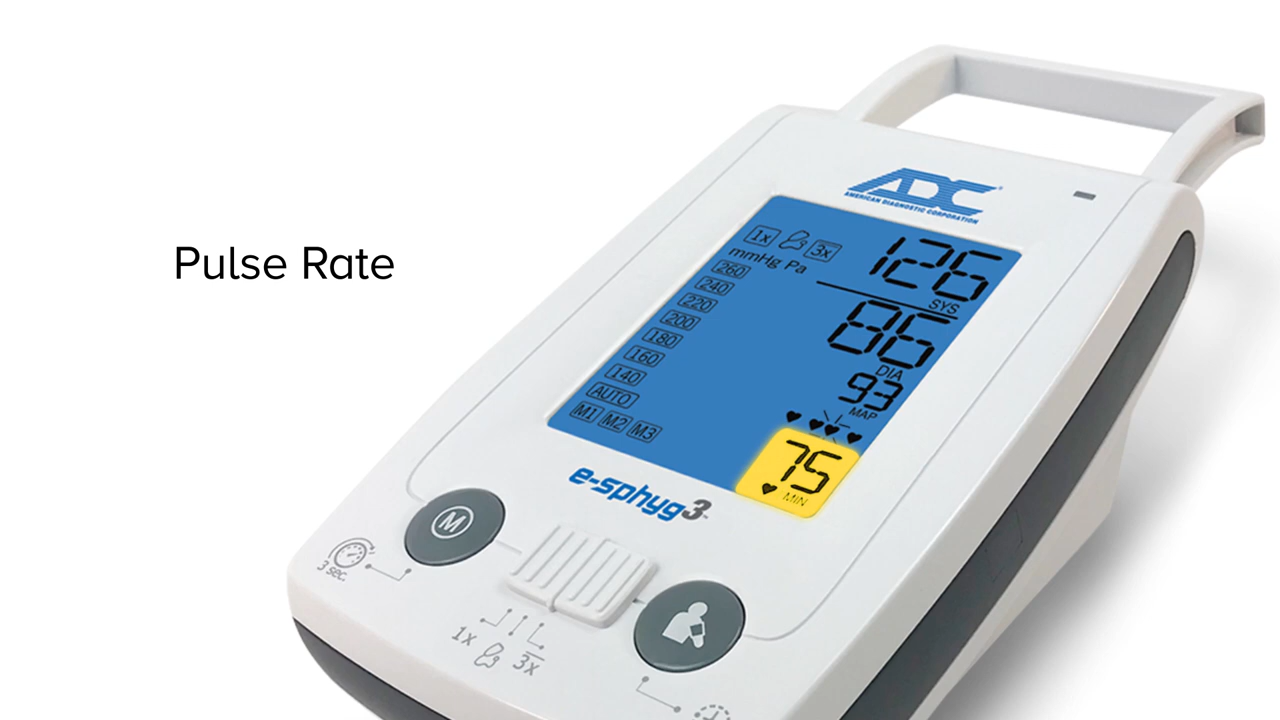 Pulse Rate
ADC®
AMERICAN DIAGNOSTIC CORPORATION
1x 3x
126
mmHg Pa
SYS
260
240
86
220
200
DIA
180
93
160
MAP
140
AUTO
M1 M2 M3
75
MIN
e-sphyg3™
M
3 sec.
1x 3x